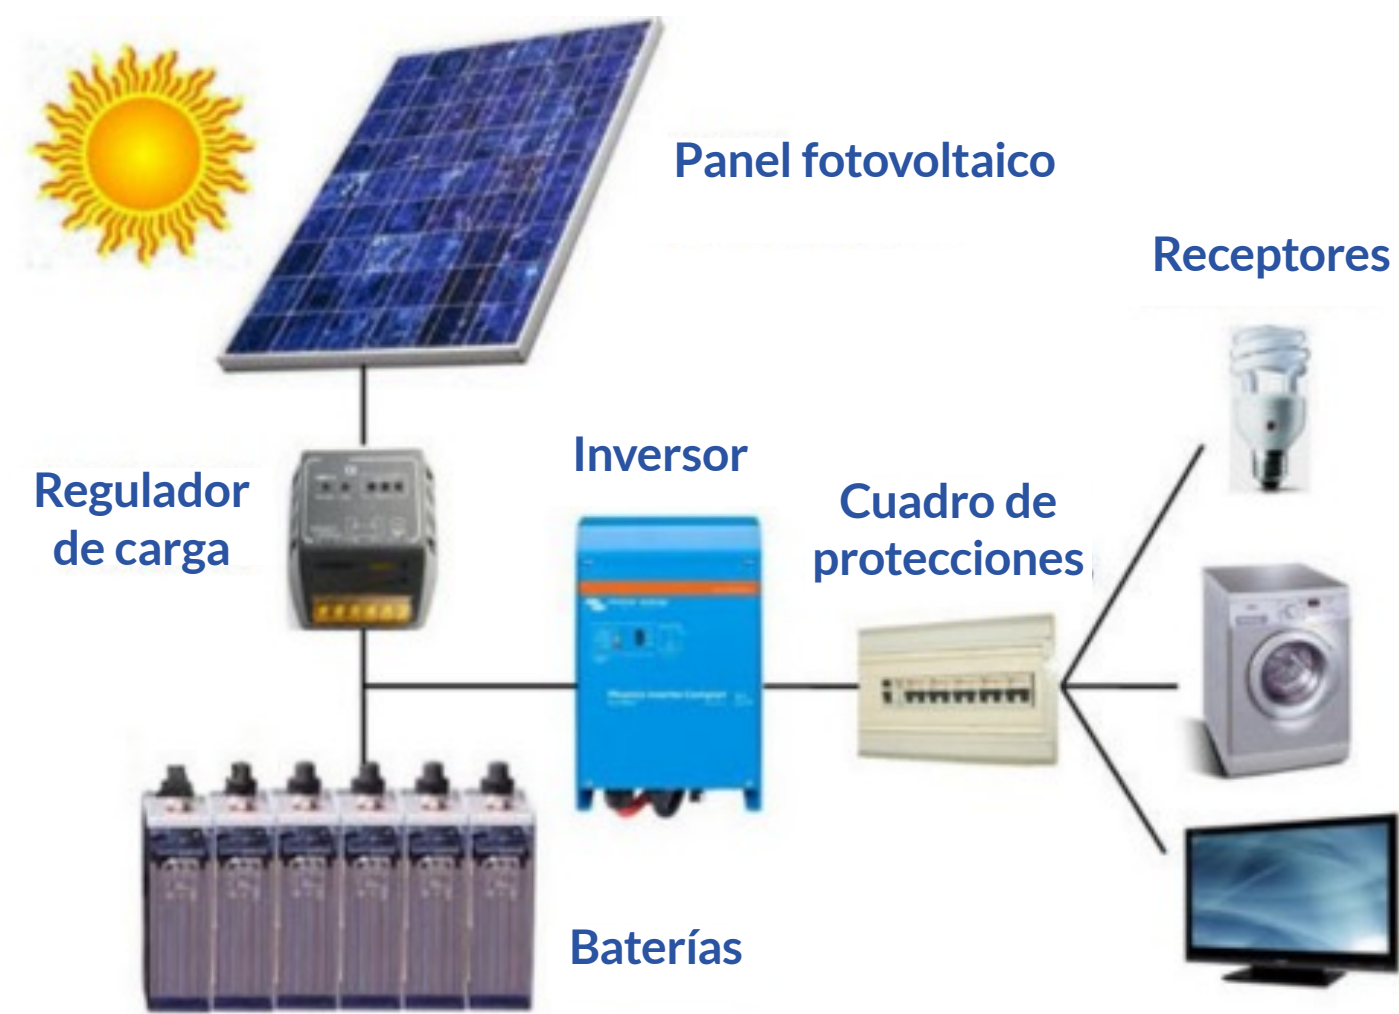 Panel fotovoltaico
Receptores
Inversor
Regulador
de carga
Cuadro de
protecciones
Baterías